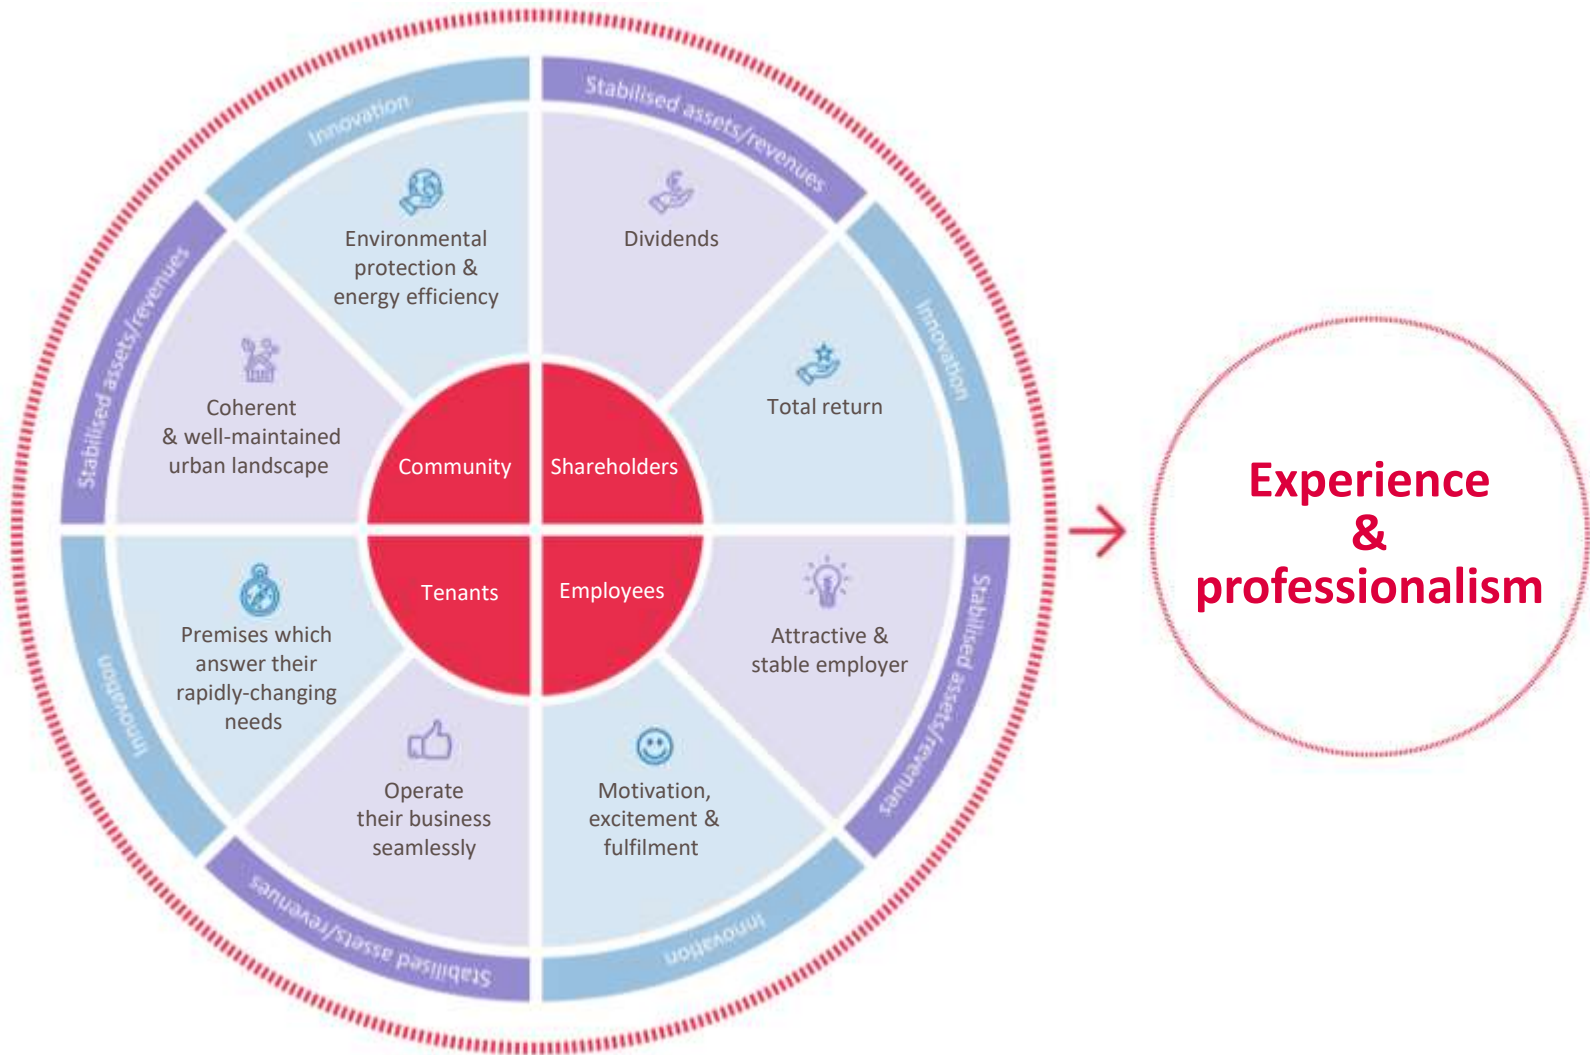 Innovation
Stabilised assets/revenues
Environmental
protection &
energy efficiency
Dividends
Stabilised assets/revenues
Innovation
Coherent
& well-maintained
urban landscape
Total return
Community
Shareholders
Experience
&
professionalism
Tenants
Employees
Premises which
answer their
rapidly-changing
needs
Attractive &
stable employer
Innovation
Stabilised assets/revenues
Operate
their business
seamlessly
Motivation,
excitement &
fulfilment
Stabilised assets/revenues
Innovation